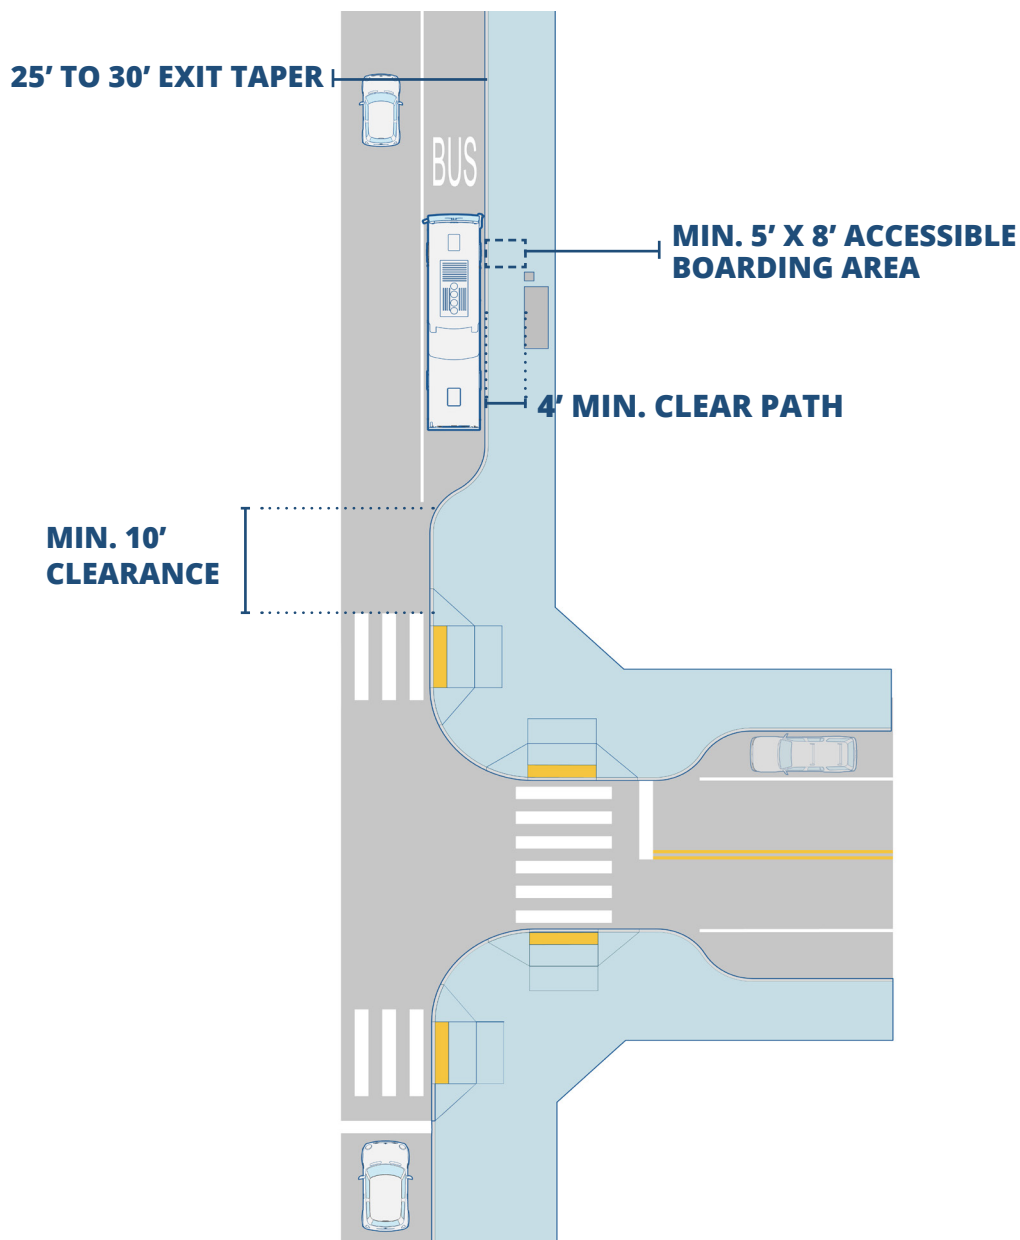 25’ TO 30’ EXIT TAPER
BUS
MIN. 5’ X 8’ ACCESSIBLE
BOARDING AREA
4’ MIN. CLEAR PATH
MIN. 10’
CLEARANCE